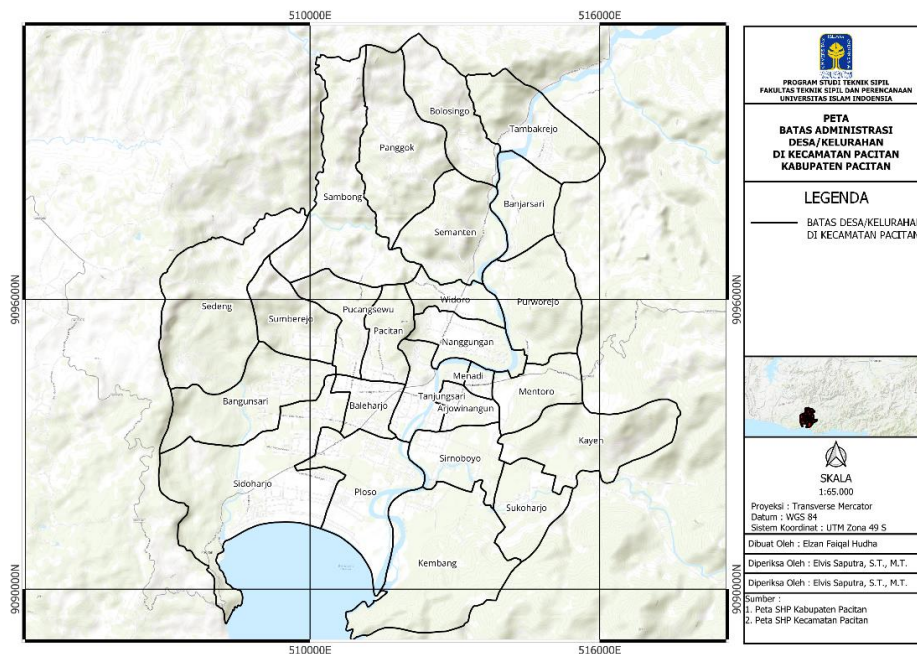 510000E
516000E
Bolosingo
Tambakrejo
Panggok
Sambong
Banjarsari
Semanten
9096000N
9096000N
Sedeng
Widoro
Purworejo
Sumberejo
Pucangsewu
Pacitan
Nanggungan
Menadi
Mentoro
Bangunsari
Tanjungsari
Baleharjo
Arjowinangun
Kayen
Sirnoboyo
Sidoharjo
Ploso
Sukoharjo
Kembang
9090000N
9090000N
510000E
516000E
PROGRAM STUDI TEKNIK SIPIL
FAKULTAS TEKNIK SIPIL DAN PERENCANAAN
UNIVERSITAS ISLAM INDOENSIA
PETA
BATAS ADMINISTRASI
DESA/KELURAHAN
DI KECAMATAN PACITAN
KABUPATEN PACITAN
LEGENDA
BATAS DESA/KELURAHAN
DI KECAMATAN PACITAN
SKALA
1:65.000
Proyeksi : Transverse Mercator
Datum : WGS 84
Sistem Koordinat : UTM Zona 49 S
Dibuat Oleh : Elzan Faiqal Hudha
Diperiksa Oleh : Elvis Saputra, S.T., M.T.
Diperiksa Oleh : Elvis Saputra, S.T., M.T.
Sumber :
1. Peta SHP Kabupaten Pacitan
2. Peta SHP Kecamatan Pacitan